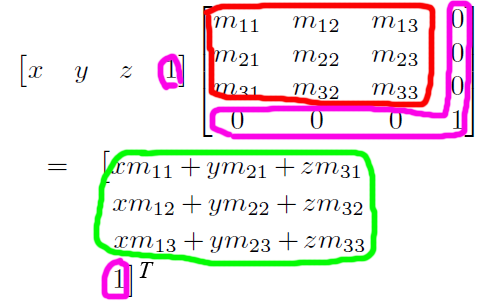 [x y z 1] [m₁₁ m₁₂ m₁₃ 0
m₂₁ m₂₂ m₂₃ 0
m₃₁ m₃₂ m₃₃ 0
0 0 0 1]
= [xm₁₁ + ym₂₁ + zm₃₁
xm₁₂ + ym₂₂ + zm₃₂
xm₁₃ + ym₂₃ + zm₃₃
1]ᵀ